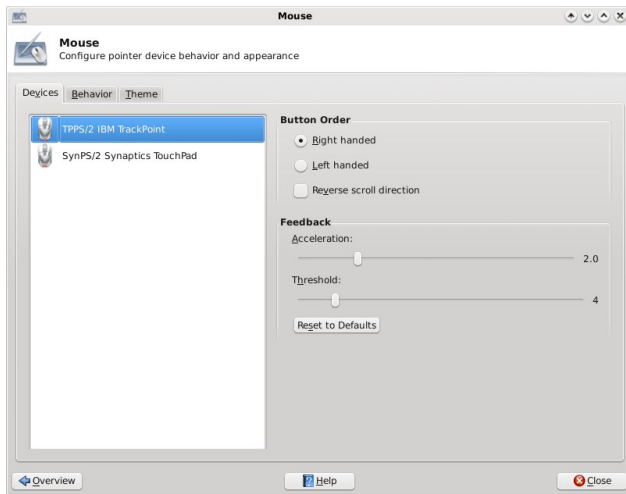 Mouse
Mouse
Configure pointer device behavior and appearance
Devices Behavior Theme
TPPS/2 IBM TrackPoint
SynPS/2 Synaptics TouchPad
Button Order
Right handed
Left handed
Reverse scroll direction
Feedback
Acceleration:
2.0
Threshold:
4
Reset to Defaults
Overview
Help
Close